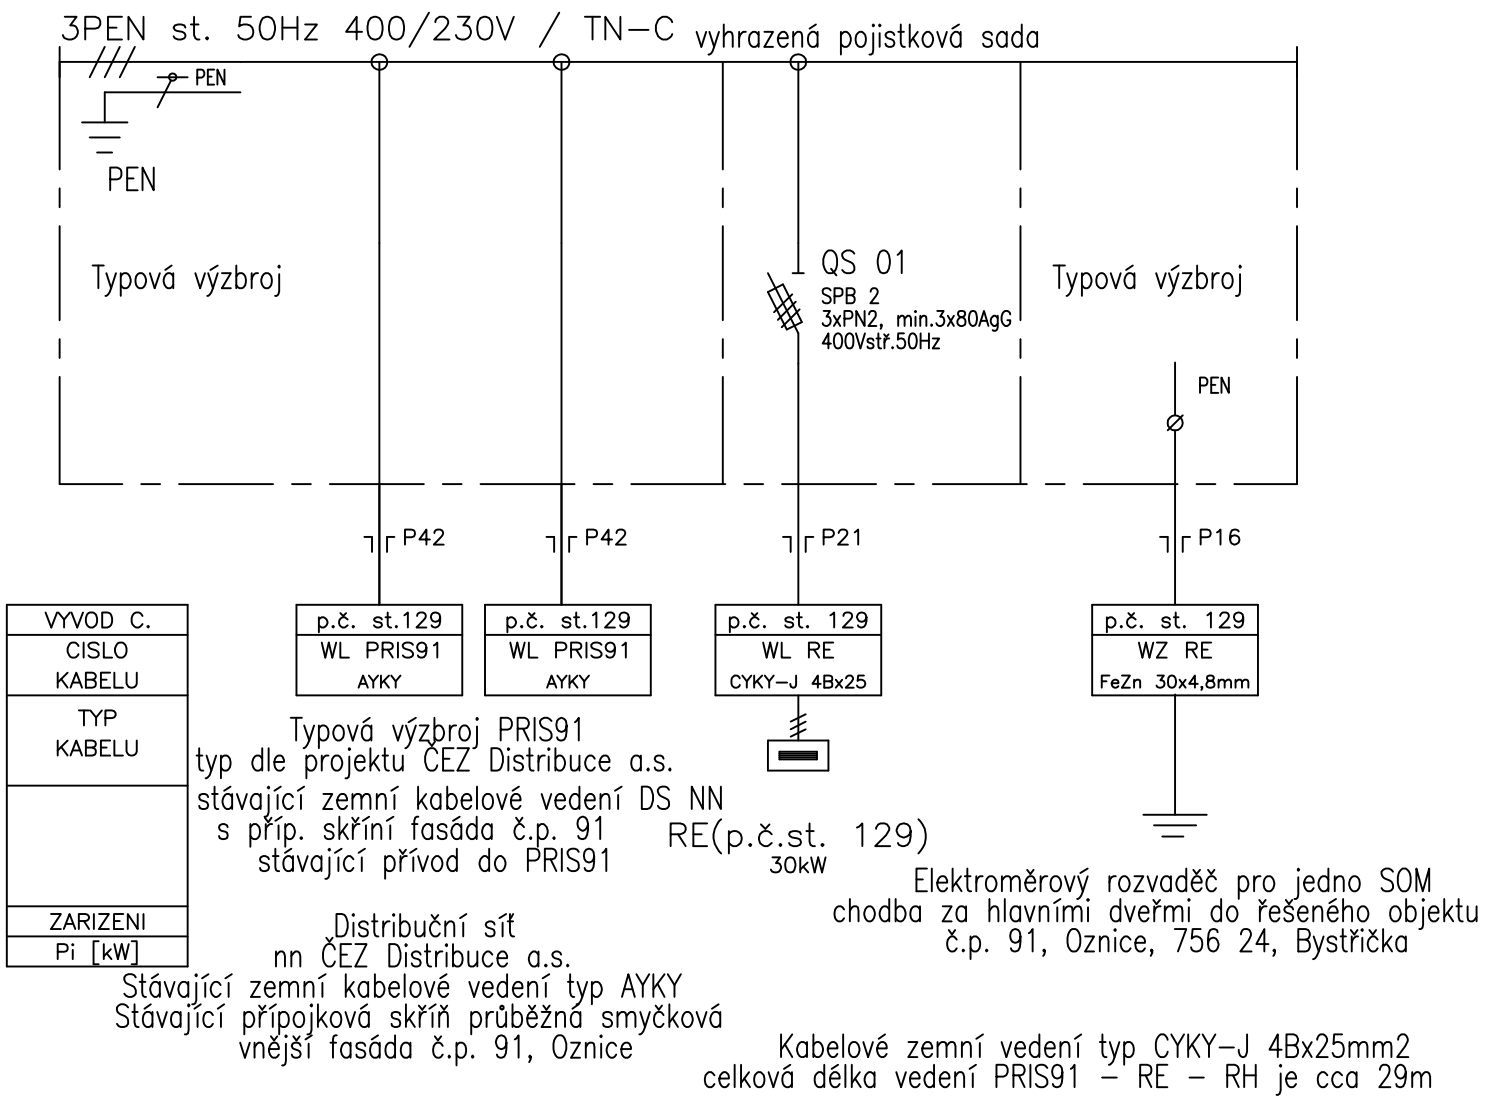 3PEN st. 50Hz 400/230V / TN-C
vyhrazená pojistková sada
PEN
PEN
Typová výzbroj
QS 01
SPB 2
3xPN2, min.3x80AgG
400Vstř.50Hz
Typová výzbroj
PEN
P42
P42
P21
P16
VYVOD C.
CISLO
KABELU
TYP
KABELU
ZARIZENI
Pi [kW]
p.č. st.129
WL PRIS91
AYKY
p.č. st.129
WL PRIS91
AYKY
p.č. st. 129
WL RE
CYKY-J 4Bx25
p.č. st. 129
WZ RE
FeZn 30x4,8mm
Typová výzbroj PRIS91
typ dle projektu ČEZ Distribuce a.s.
stávající zemní kabelové vedení DS NN
s příp. skříní fasáda č.p. 91
stávající přívod do PRIS91
RE(p.č.st. 129)
30kW
Elektroměrový rozvaděč pro jedno SOM
chodba za hlavními dveřmi do řešeného objektu
č.p. 91, Oznice, 756 24, Bystřička
Distribuční síť
nn ČEZ Distribuce a.s.
Stávající zemní kabelové vedení typ AYKY
Stávající přípojková skříň průběžná smyčková
vnější fasáda č.p. 91, Oznice
Kabelové zemní vedení typ CYKY-J 4Bx25mm2
celková délka vedení PRIS91 - RE - RH je cca 29m